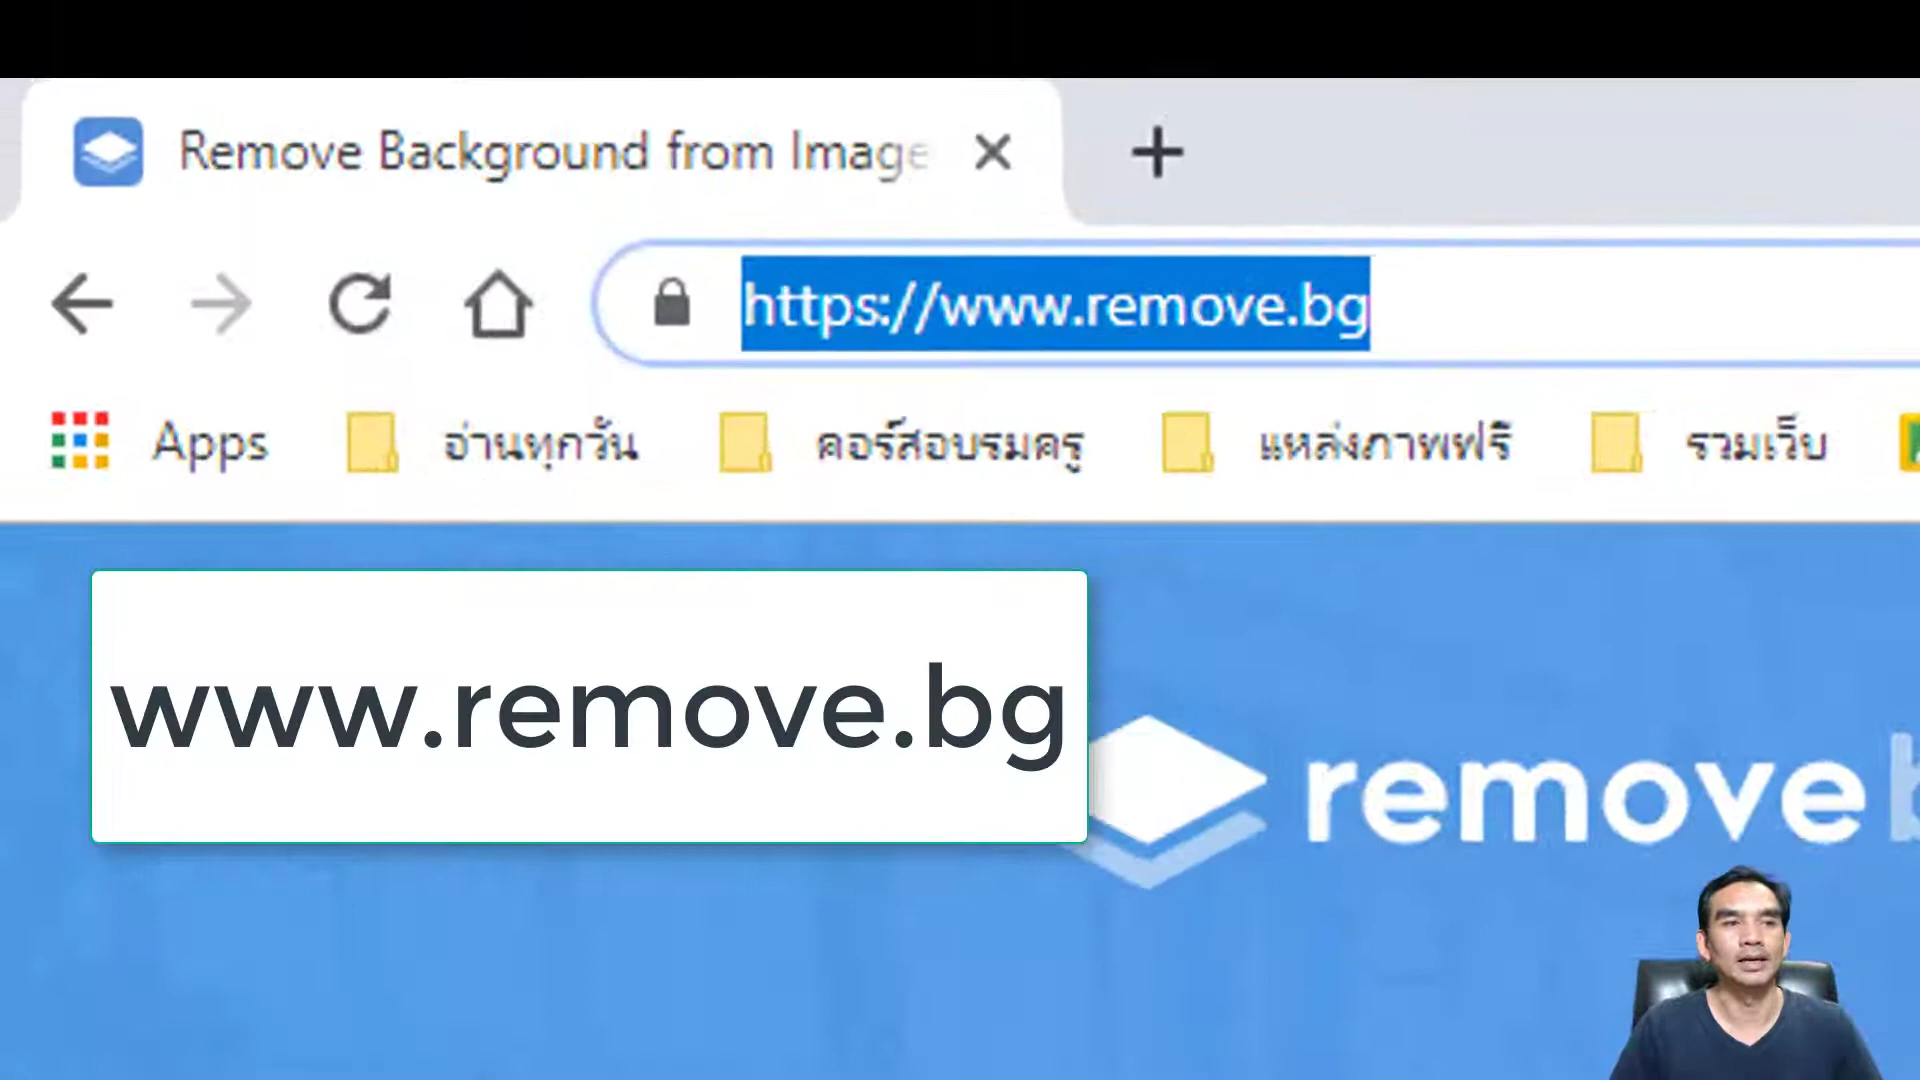 Remove Background from Image
https://www.remove.bg
Apps อ่านทุกวัน คอร์สอบรมครู แหล่งภาพฟรี รวมเว็บ
www.remove.bg
remove b